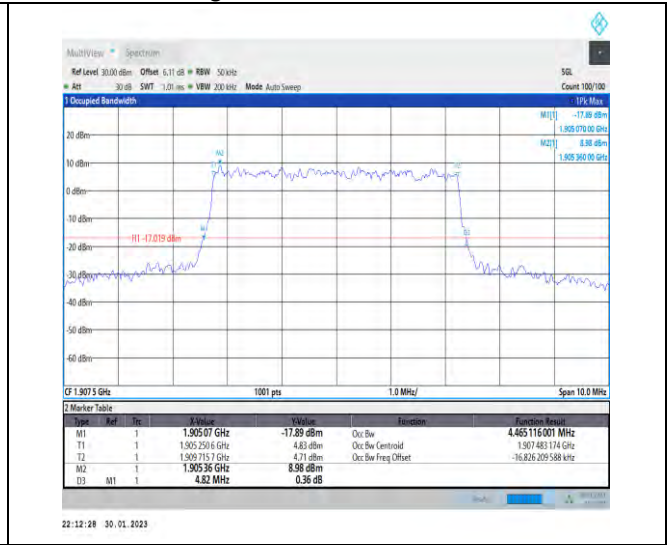 MultiView Spectrum
Ref Level 30.00 dBm Offset 6.11 dB RBW 50 kHz SGL
Att 30 dB SWT 1.01 ms VBW 200 kHz Mode Auto Sweep Count 100/100
1 Occupied Bandwidth 1Pk Max
M1[1] -17.89 dBm
1.905 070 00 GHz
M2[1] 8.98 dBm
1.905 360 00 GHz
20 dBm
M2
10 dBm
0 dBm
-10 dBm
H1 -17.019 dBm
-20 dBm
-30 dBm
-40 dBm
-50 dBm
-60 dBm
CF 1.907 5 GHz 1001 pts 1.0 MHz/ Span 10.0 MHz
2 Marker Table
Type Ref Trc X-Value Y-Value Function Function Result
M1 1 1.905 07 GHz -17.89 dBm Occ Bw 4.465 116 001 MHz
T1 1 1.905 250 6 GHz 4.83 dBm Occ Bw Centroid 1.907 483 174 GHz
T2 1 1.909 715 7 GHz 4.71 dBm Occ Bw Freq Offset -16.826 209 588 kHz
M2 1 1.905 36 GHz 8.98 dBm
D3 M1 1 4.82 MHz 0.36 dB
22:12:28 30.01.2023